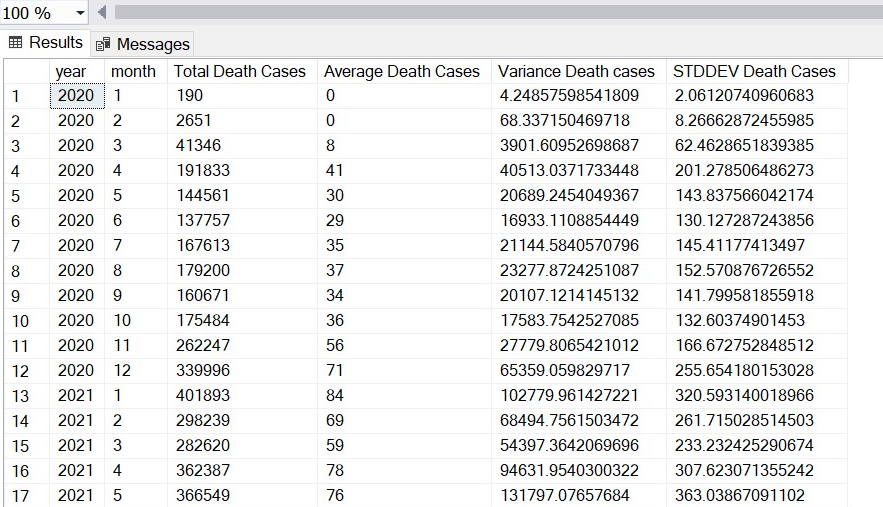 100 %
Results Messages
year month Total Death Cases Average Death Cases Variance Death cases STDDEV Death Cases
1 2020 1 190 0 4.24857598541809 2.06120740960683
2 2020 2 2651 0 68.337150469718 8.26662872455985
3 2020 3 41346 8 3901.60952698687 62.4628651839385
4 2020 4 191833 41 40513.0371733448 201.278506486273
5 2020 5 144561 30 20689.2454049367 143.837566042174
6 2020 6 137757 29 16933.1108854449 130.127287243856
7 2020 7 167613 35 21144.5840570796 145.41177413497
8 2020 8 179200 37 23277.8724251087 152.570876726552
9 2020 9 160671 34 20107.1214145132 141.799581855918
10 2020 10 175484 36 17583.7542527085 132.60374901453
11 2020 11 262247 56 27779.8065421012 166.672752848512
12 2020 12 339996 71 65359.059829717 255.654180153028
13 2021 1 401893 84 102779.961427221 320.593140018966
14 2021 2 298239 69 68494.7561503472 261.715028514503
15 2021 3 282620 59 54397.3642069696 233.232425290674
16 2021 4 362387 78 94631.9540300322 307.623071355242
17 2021 5 366549 76 131797.07657684 363.03867091102